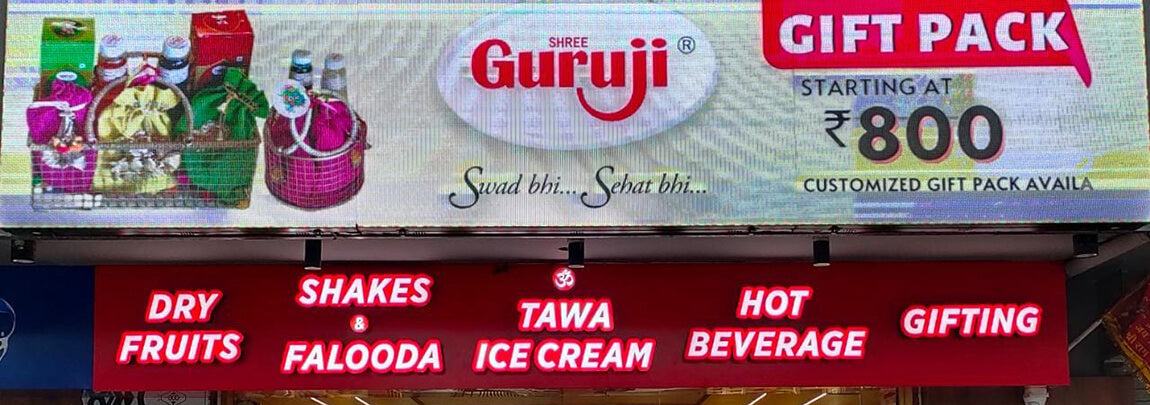 SHREE
Guruji®
Swad bhi... Sehat bhi...
GIFT PACK
STARTING AT
₹800
CUSTOMIZED GIFT PACK AVAILA
DRY
FRUITS
SHAKES
&
FALOODA
ॐ
TAWA
ICE CREAM
HOT
BEVERAGE
GIFTING